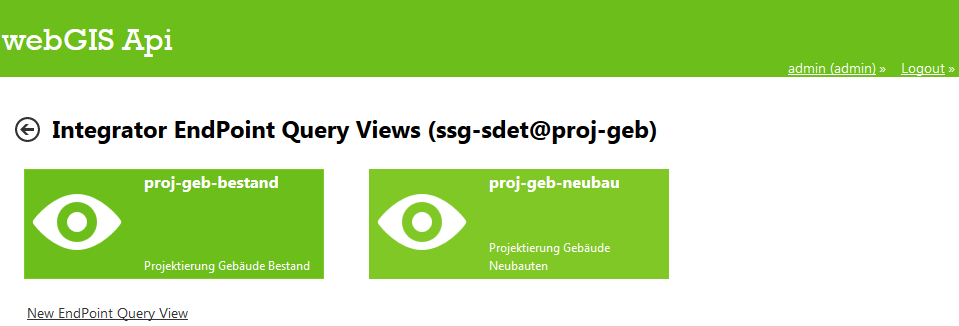 webGIS Api
admin (admin) » Logout »
Integrator EndPoint Query Views (ssg-sdet@proj-geb)
proj-geb-bestand
Projektierung Gebäude Bestand
proj-geb-neubau
Projektierung Gebäude
Neubauten
New EndPoint Query View